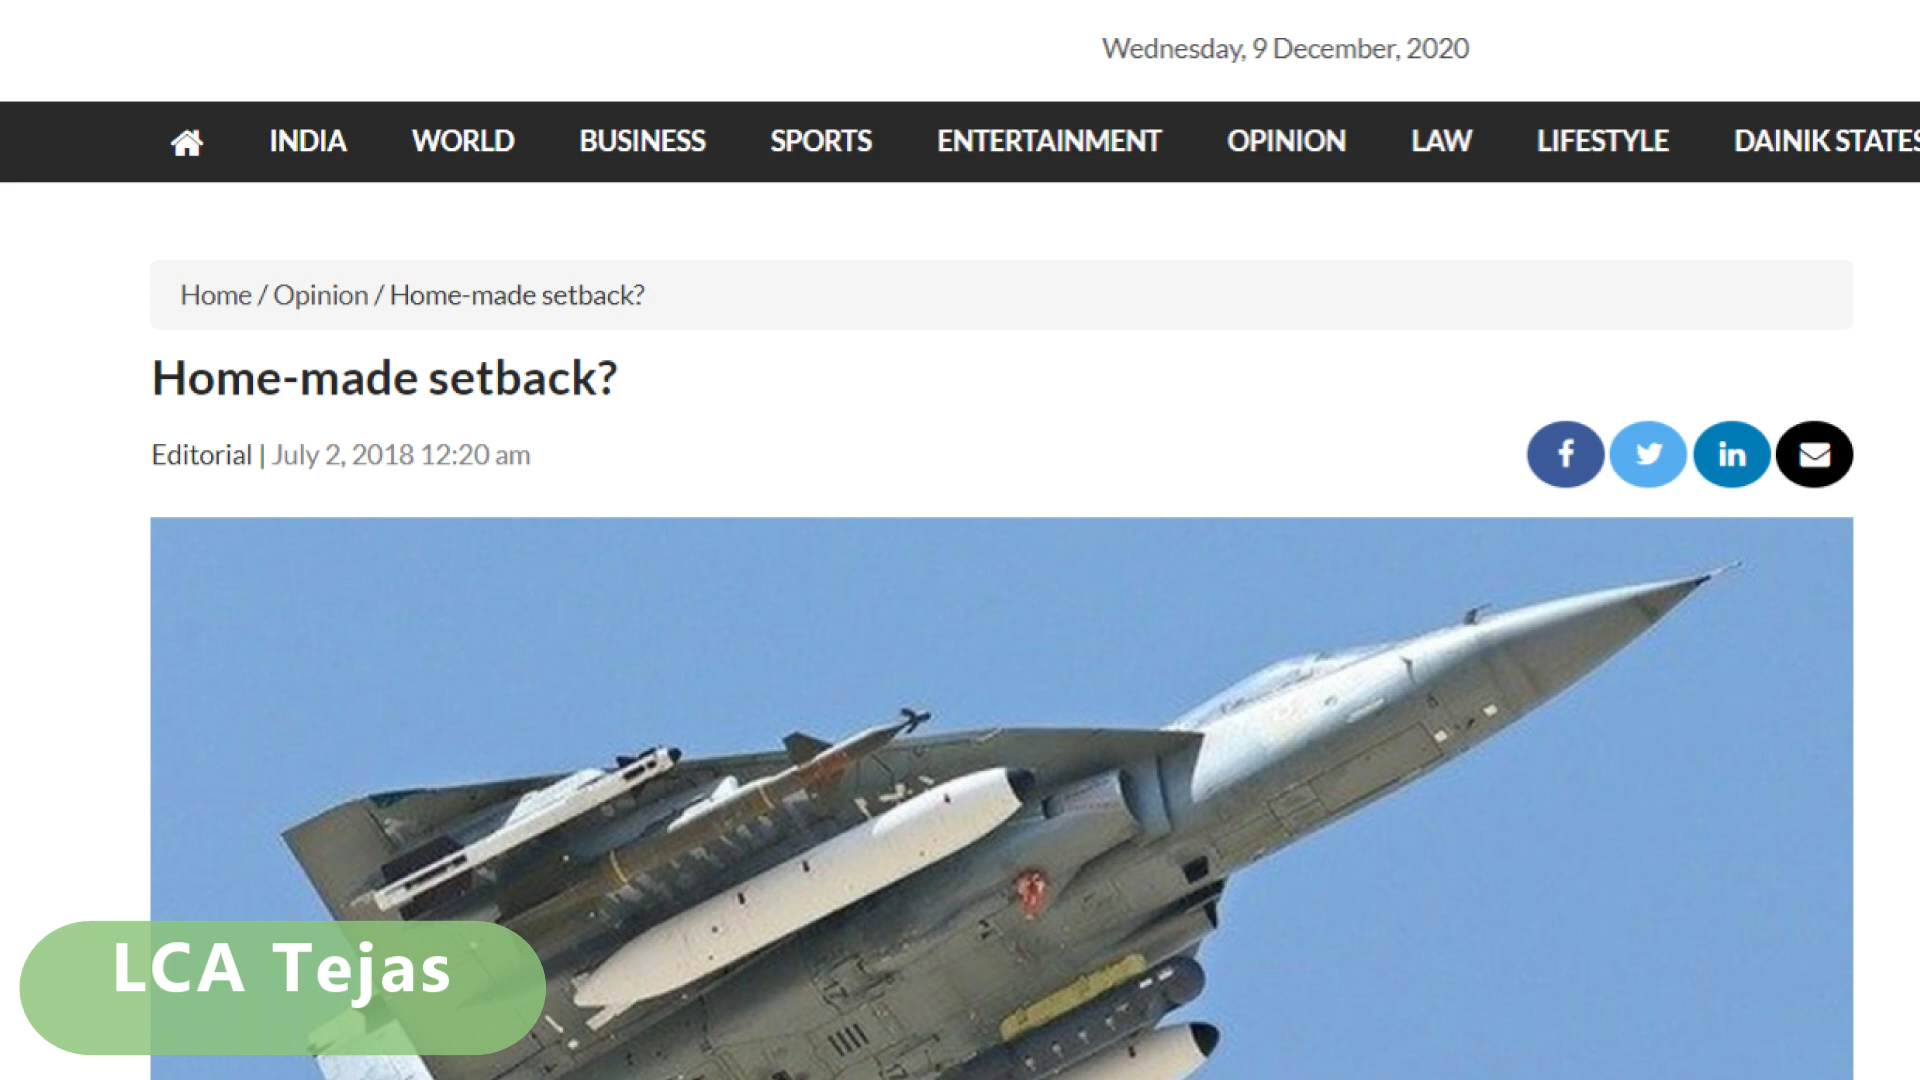 Wednesday, 9 December, 2020
INDIA WORLD BUSINESS SPORTS ENTERTAINMENT OPINION LAW LIFESTYLE DAINIK STATES
Home / Opinion / Home-made setback?
Home-made setback?
Editorial | July 2, 2018 12:20 am
LCA Tejas